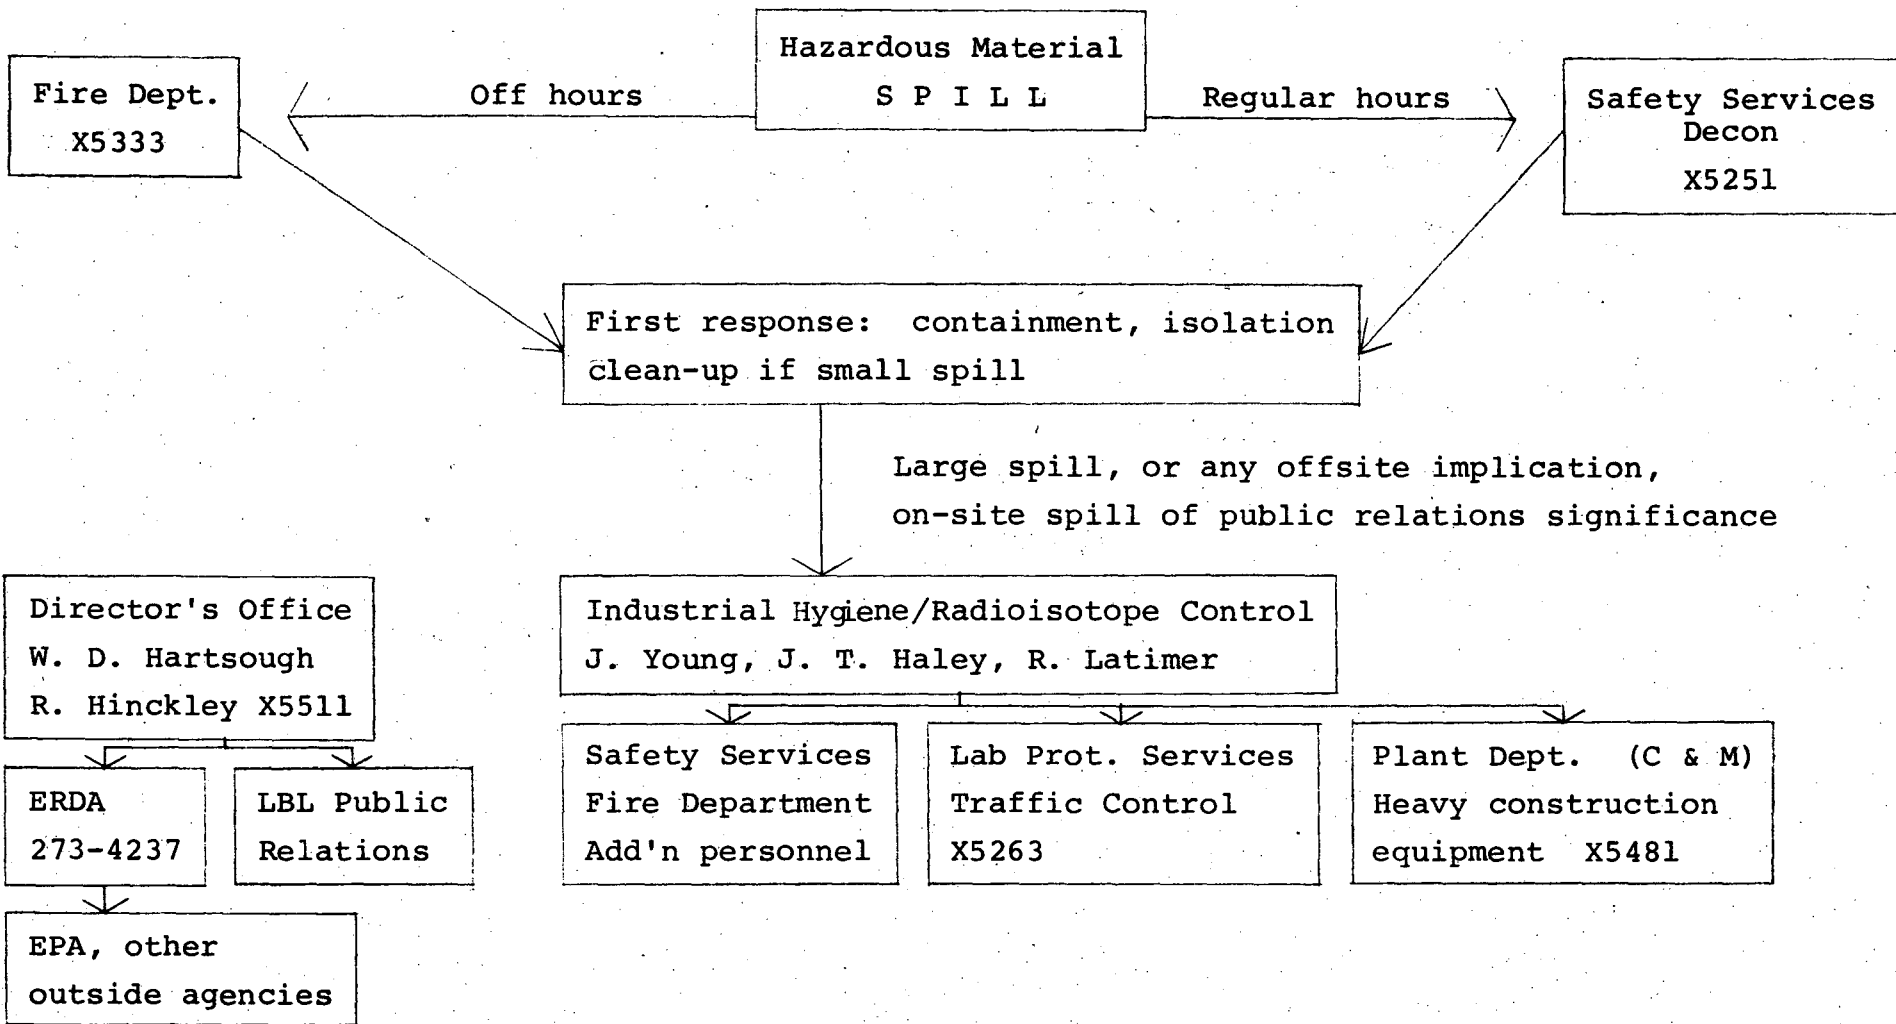 Hazardous Material
S P I L L
Off hours
Regular hours
Fire Dept.
X5333
Safety Services
Decon
X5251
First response: containment, isolation
clean-up if small spill
Large spill, or any offsite implication,
on-site spill of public relations significance
Director's Office
W. D. Hartsough
R. Hinckley X5511
Industrial Hygiene/Radioisotope Control
J. Young, J. T. Haley, R. Latimer
ERDA
273-4237
LBL Public
Relations
Safety Services
Fire Department
Add'n personnel
Lab Prot. Services
Traffic Control
X5263
Plant Dept. (C & M)
Heavy construction
equipment X5481
EPA, other
outside agencies